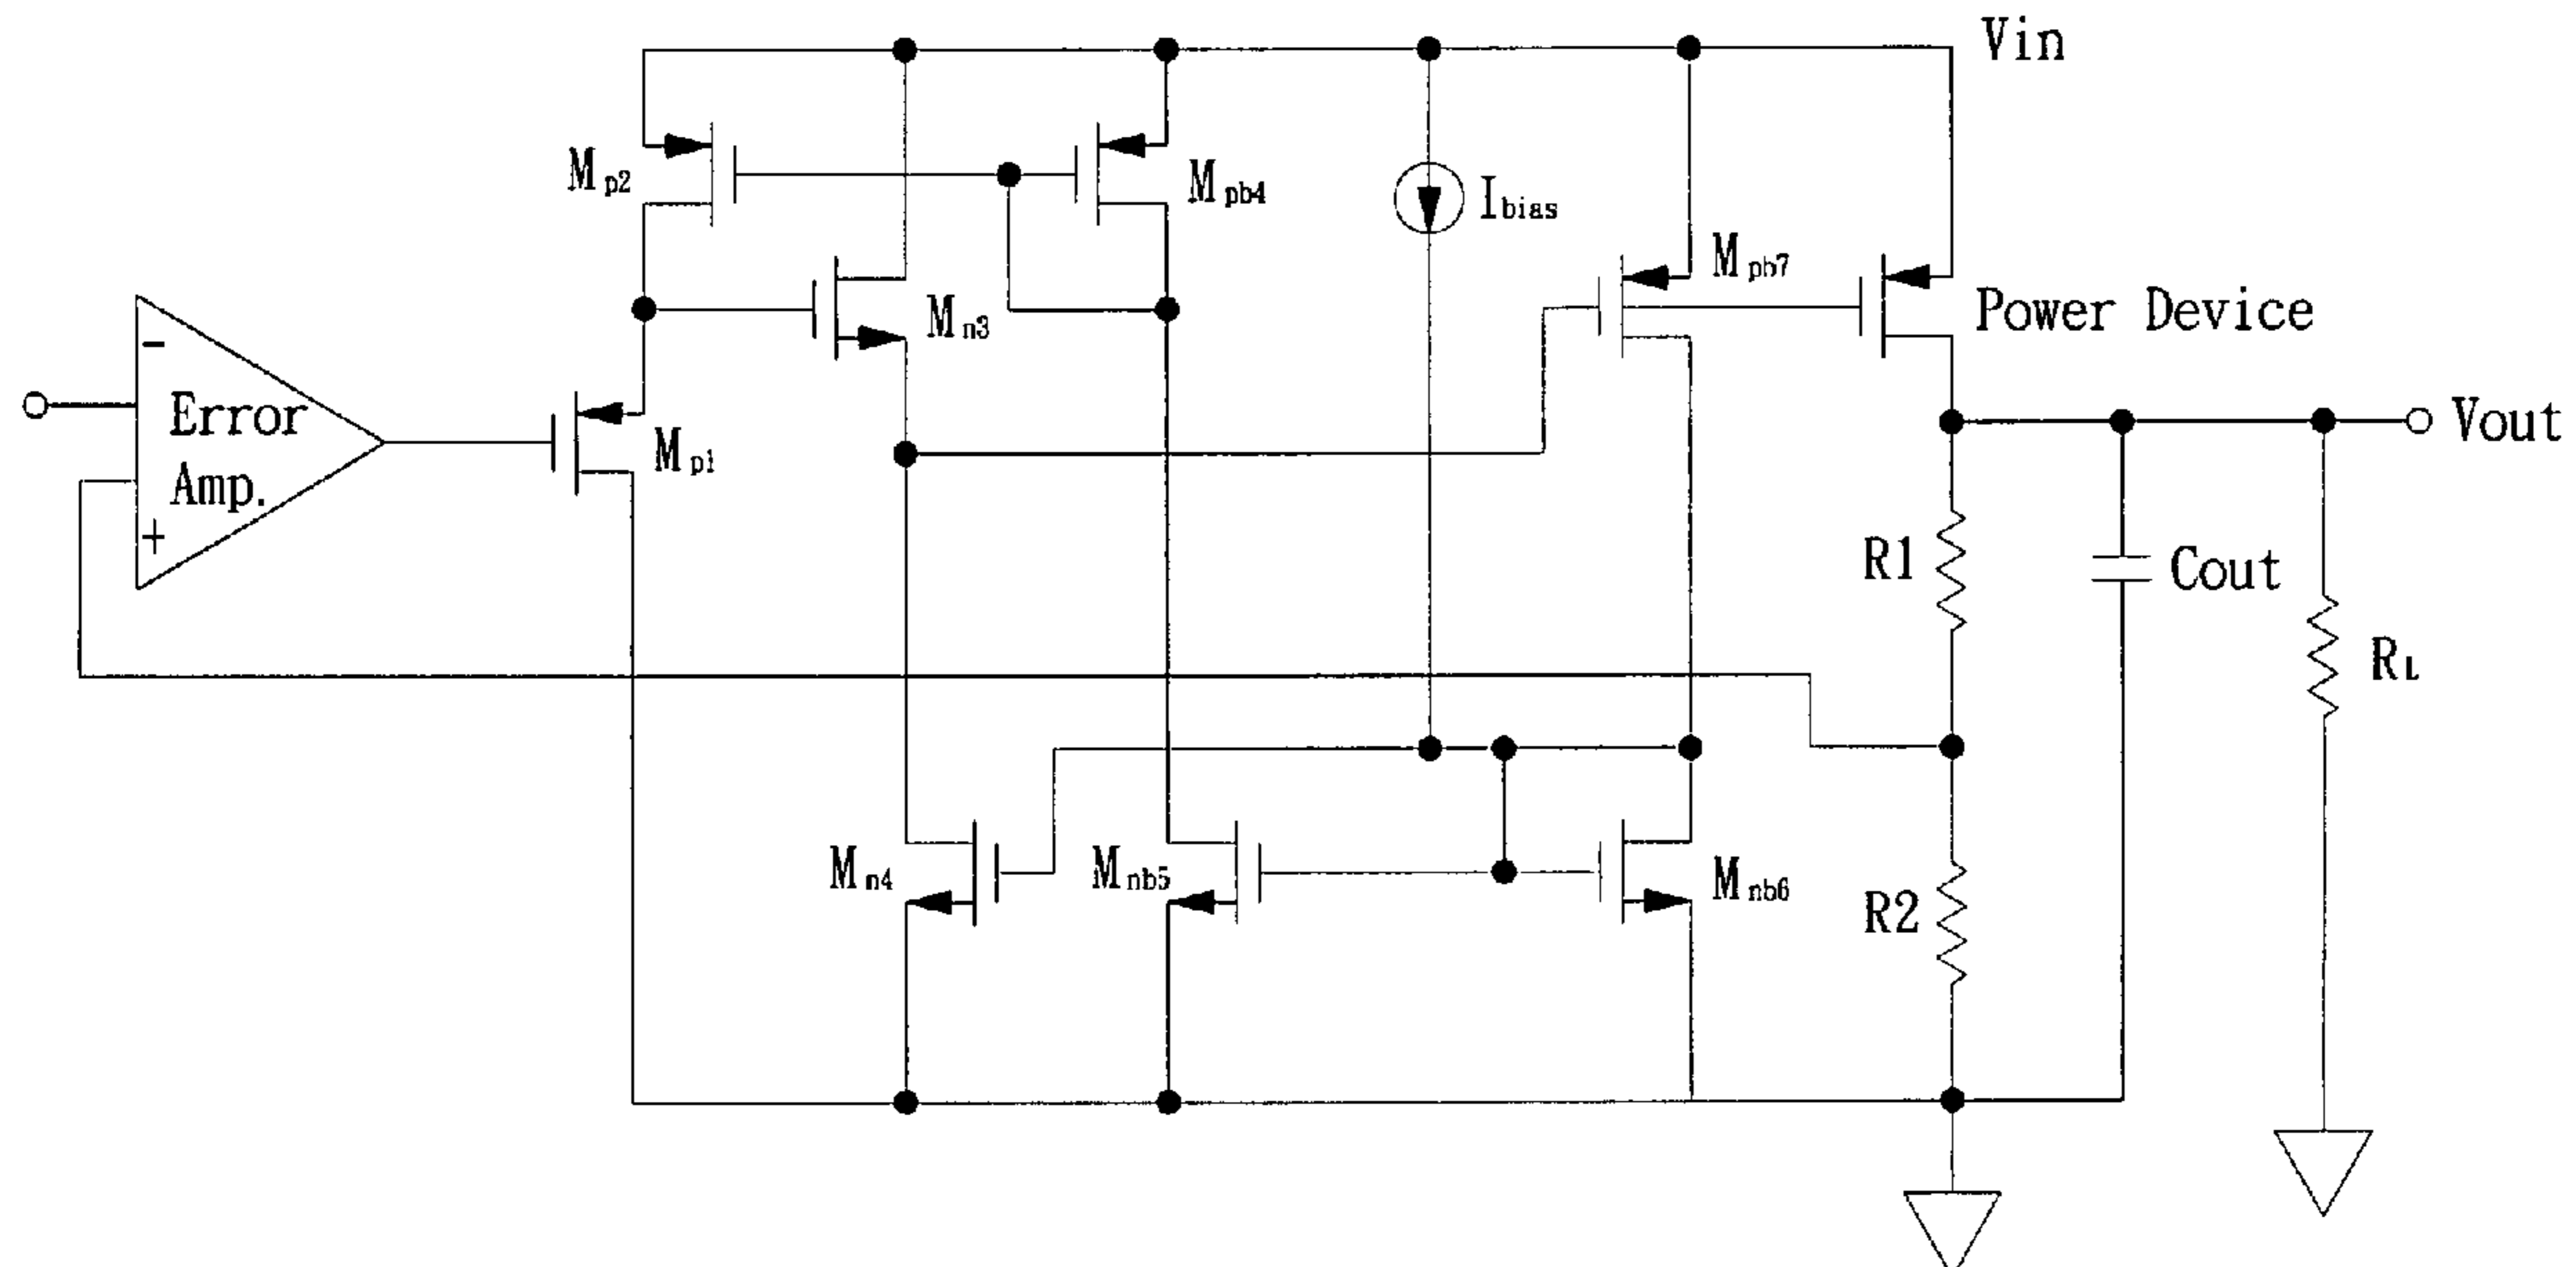 Vin
Mp2
Mpb4
Ibias
Mpb7
Mn3
Power Device
−
Error
Amp.
+
Mp1
Vout
R1
Cout
RL
Mn4
Mnb5
Mnb6
R2